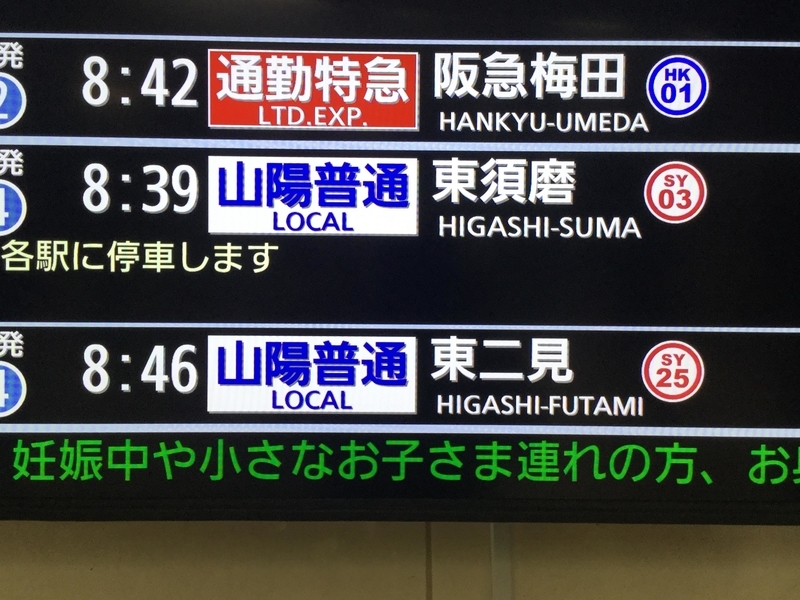 発
2 8:42 通勤特急 阪急梅田 HK
LTD.EXP. HANKYU-UMEDA 01
発
4 8:39 山陽普通 東須磨 SY
LOCAL HIGASHI-SUMA 03
各駅に停車します
発
4 8:46 山陽普通 東二見 SY
LOCAL HIGASHI-FUTAMI 25
妊娠中や小さなお子さま連れの方、お